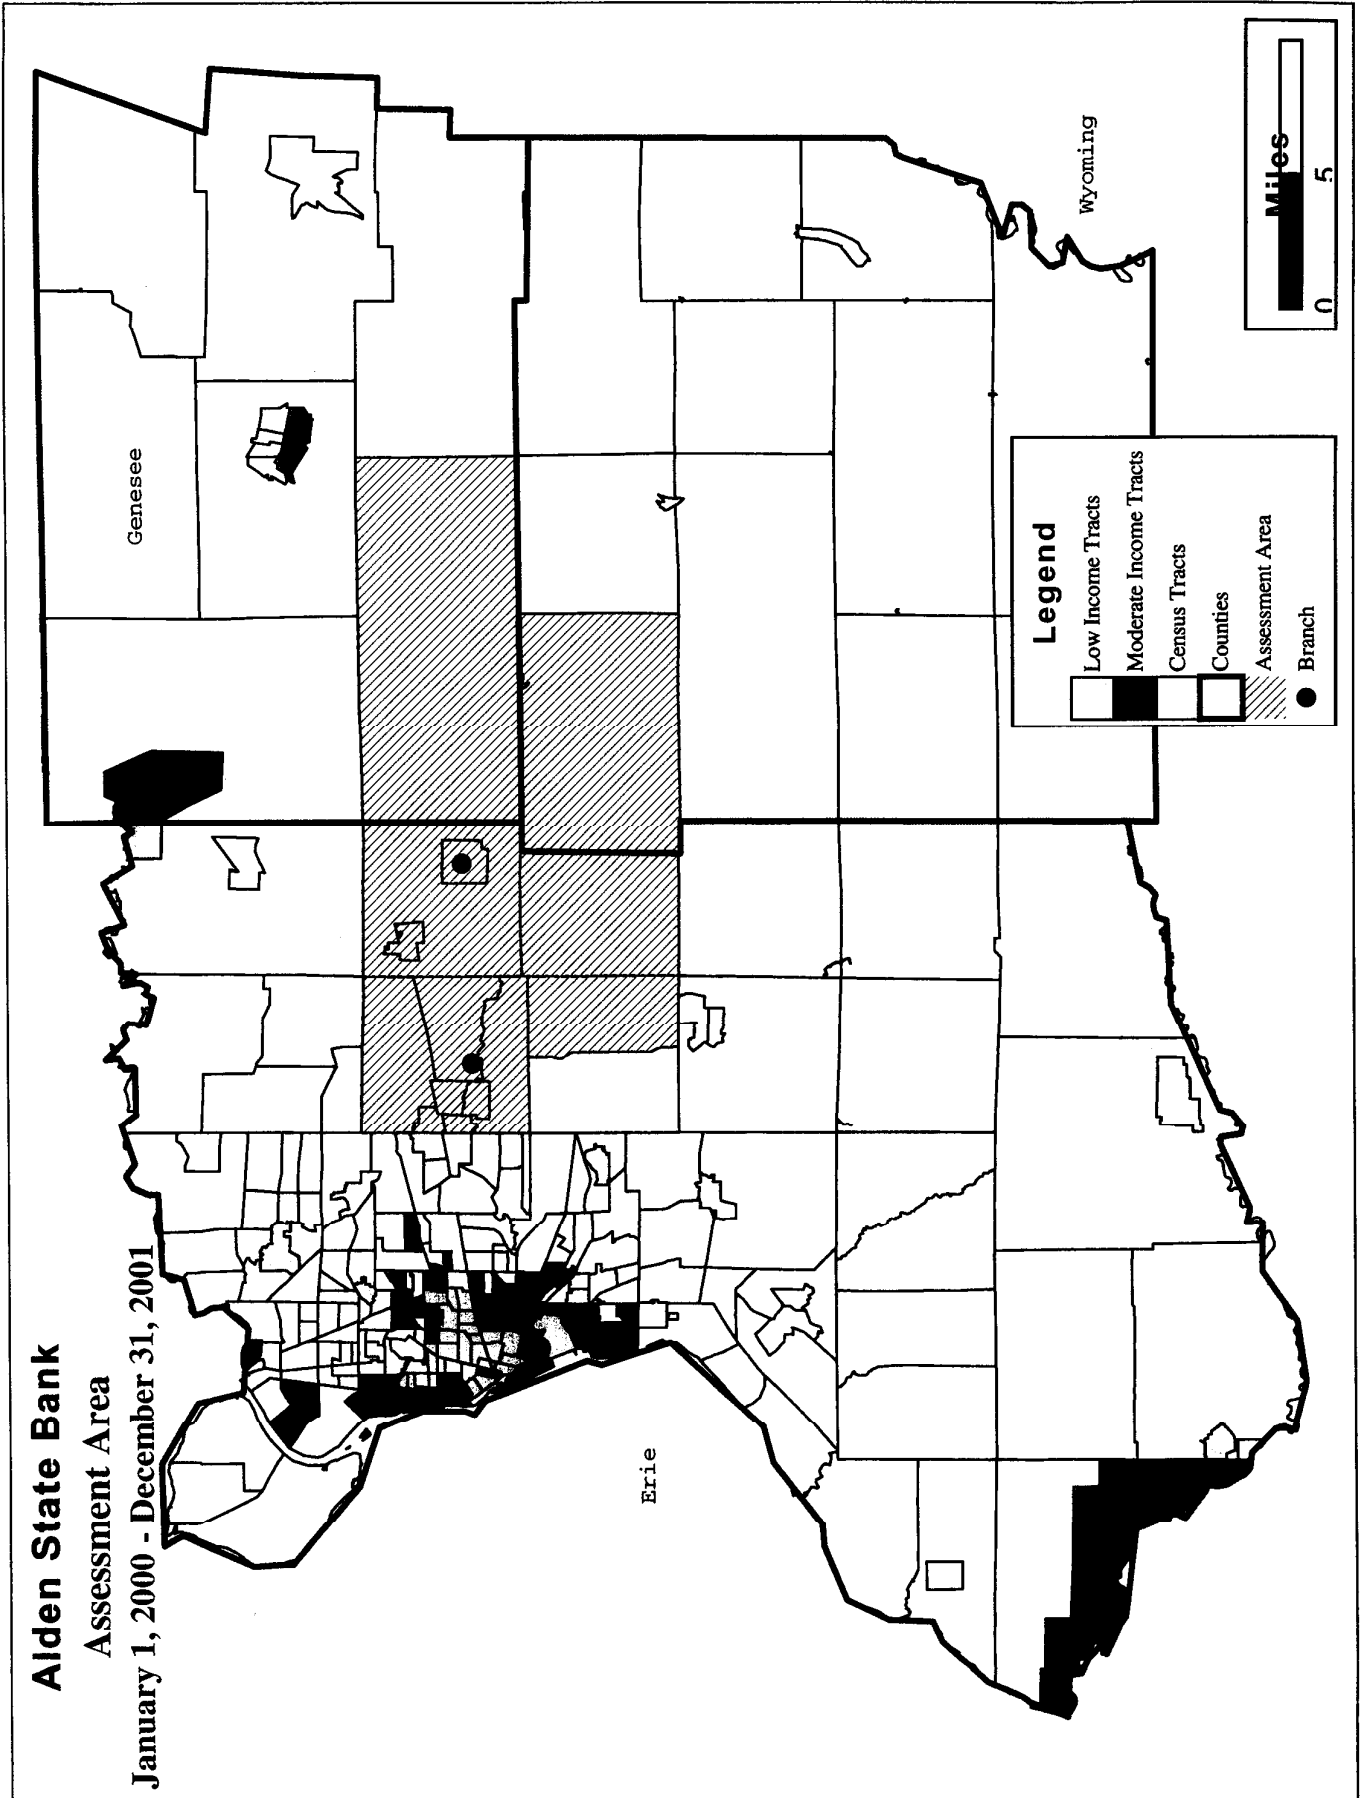 Alden State Bank
Assessment Area
January 1, 2000 - December 31, 2001
Genesee
Erie
Wyoming
Legend
Low Income Tracts
Moderate Income Tracts
Census Tracts
Counties
Assessment Area
Branch
Miles
0 5